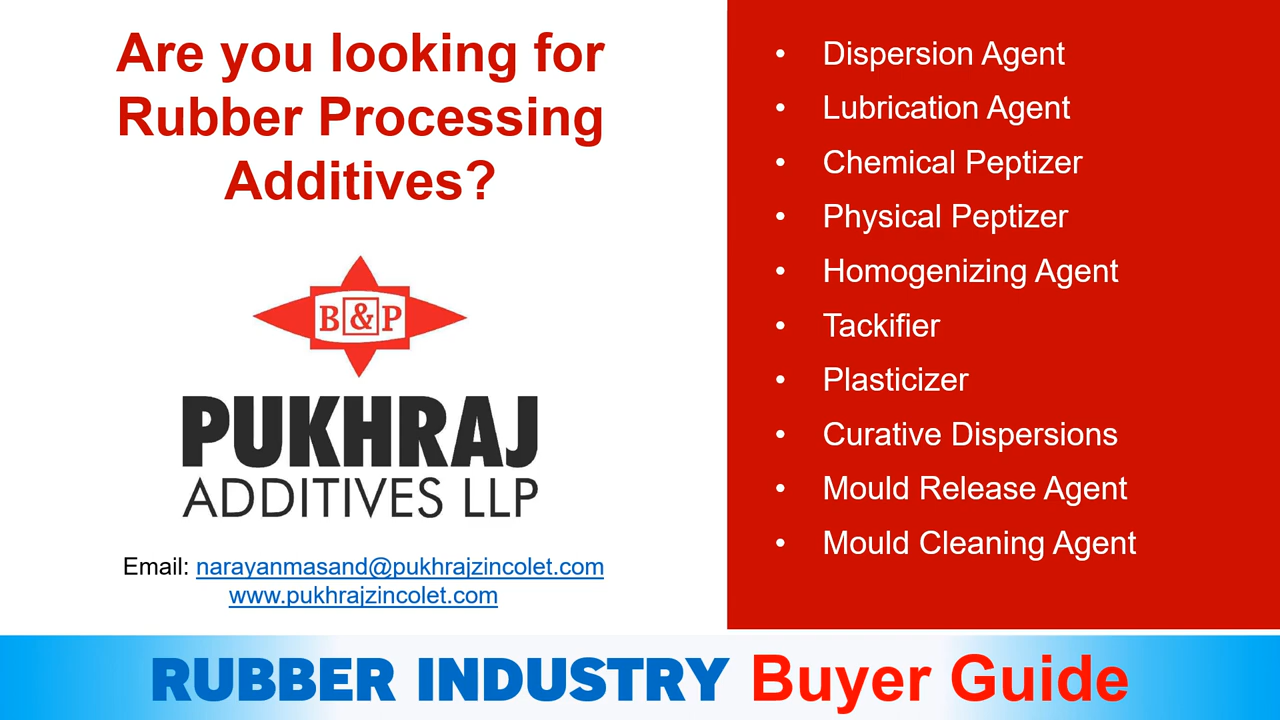 Are you looking for
Rubber Processing
Additives?
B&P
PUKHRAJ
ADDITIVES LLP
Email: narayanmasand@pukhrajzincolet.com
www.pukhrajzincolet.com
• Dispersion Agent
• Lubrication Agent
• Chemical Peptizer
• Physical Peptizer
• Homogenizing Agent
• Tackifier
• Plasticizer
• Curative Dispersions
• Mould Release Agent
• Mould Cleaning Agent
RUBBER INDUSTRY Buyer Guide